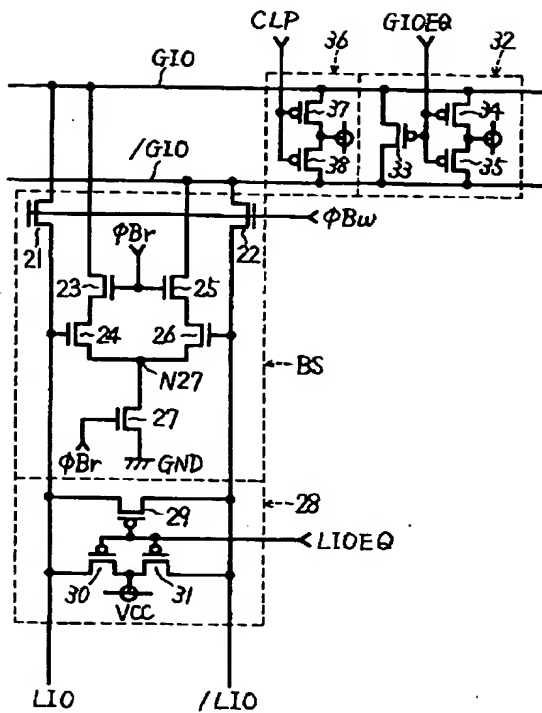 CLP
36
GIOEQ
32
GIO
37
34
33
38
35
/GIO
φBw
21
22
φBr
23
25
24
26
N27
BS
27
φBr
GND
28
29
LIOEQ
30
31
VCC
LIO
/LIO